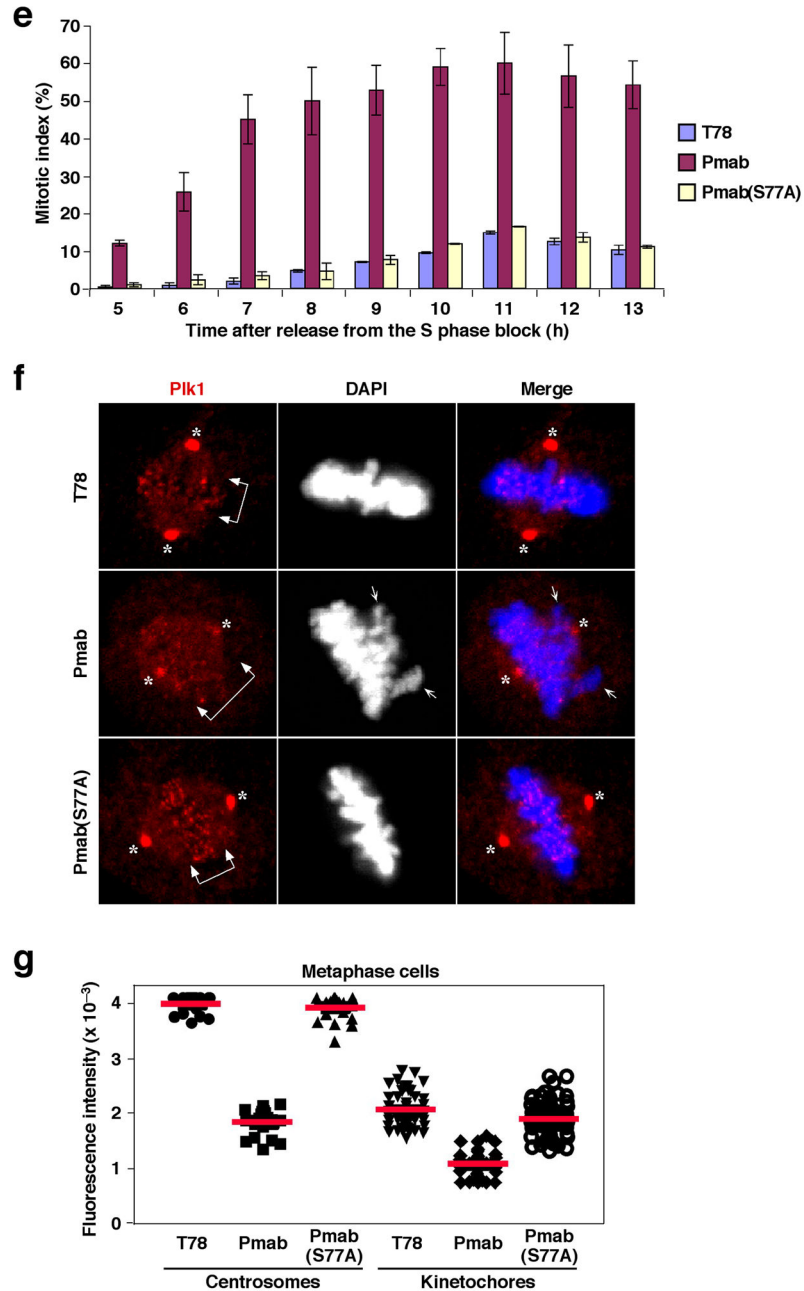 e
70
60
50
40
30
20
10
0
Mitotic index (%)
5 6 7 8 9 10 11 12 13
Time after release from the S phase block (h)
T78
Pmab
Pmab(S77A)
f
Plk1 DAPI Merge
T78
* * * *
Pmab
* * * *
Pmab(S77A)
* * * *
g
Metaphase cells
Fluorescence intensity (x 10⁻³)
4
3
2
1
0
T78 Pmab Pmab (S77A) T78 Pmab Pmab (S77A)
Centrosomes Kinetochores